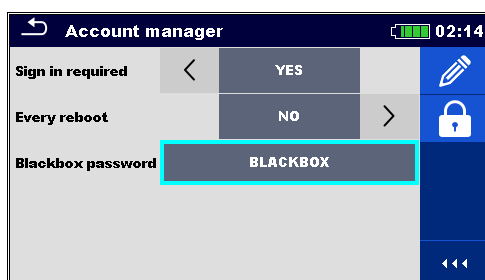 Account manager 02:14
Sign in required YES
Every reboot NO
Blackbox password BLACKBOX